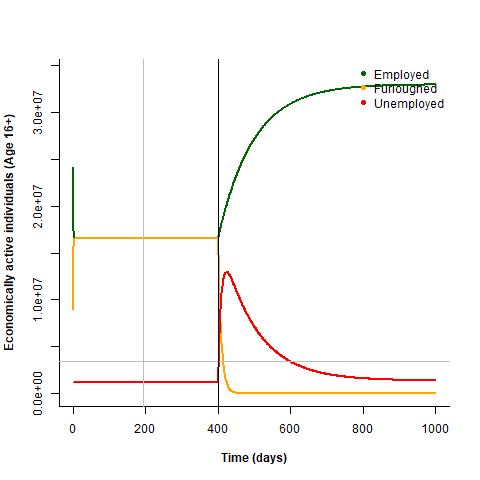 Employed
Furloughed
Unemployed
Economically active individuals (Age 16+)
3.0e+07
2.0e+07
1.0e+07
0.0e+00
0 200 400 600 800 1000
Time (days)